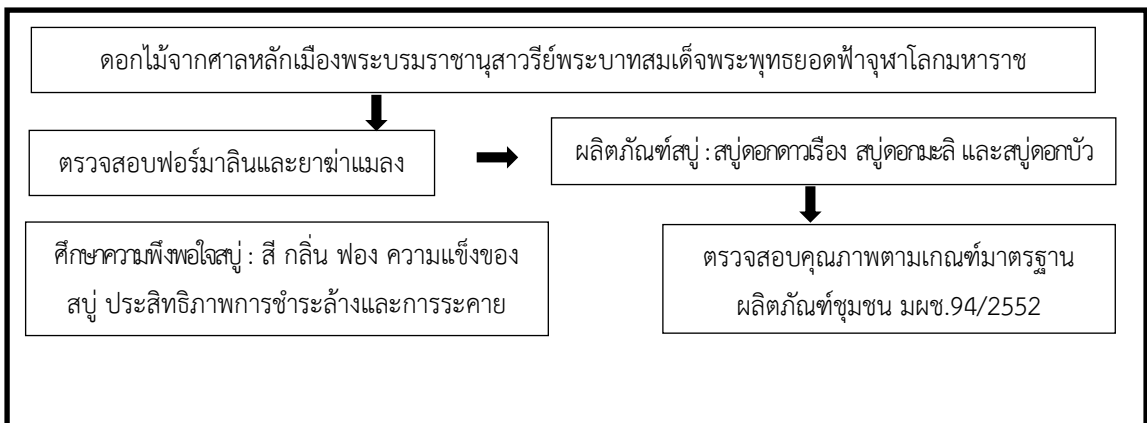 ดอกไม้จากศาลหลักเมืองพระบรมราชานุสาวรีย์พระบาทสมเด็จพระพุทธยอดฟ้าจุฬาโลกมหาราช
ตรวจสอบฟอร์มาลินและยาฆ่าแมลง
ผลิตภัณฑ์สบู่ : สบู่ดอกดาวเรือง สบู่ดอกมะลิ และสบู่ดอกบัว
ศึกษาความพึงพอใจสบู่ : สี กลิ่น ฟอง ความแข็งของ
สบู่ ประสิทธิภาพการชำระล้างและการระคาย
ตรวจสอบคุณภาพตามเกณฑ์มาตรฐาน
ผลิตภัณฑ์ชุมชน มผช.94/2552